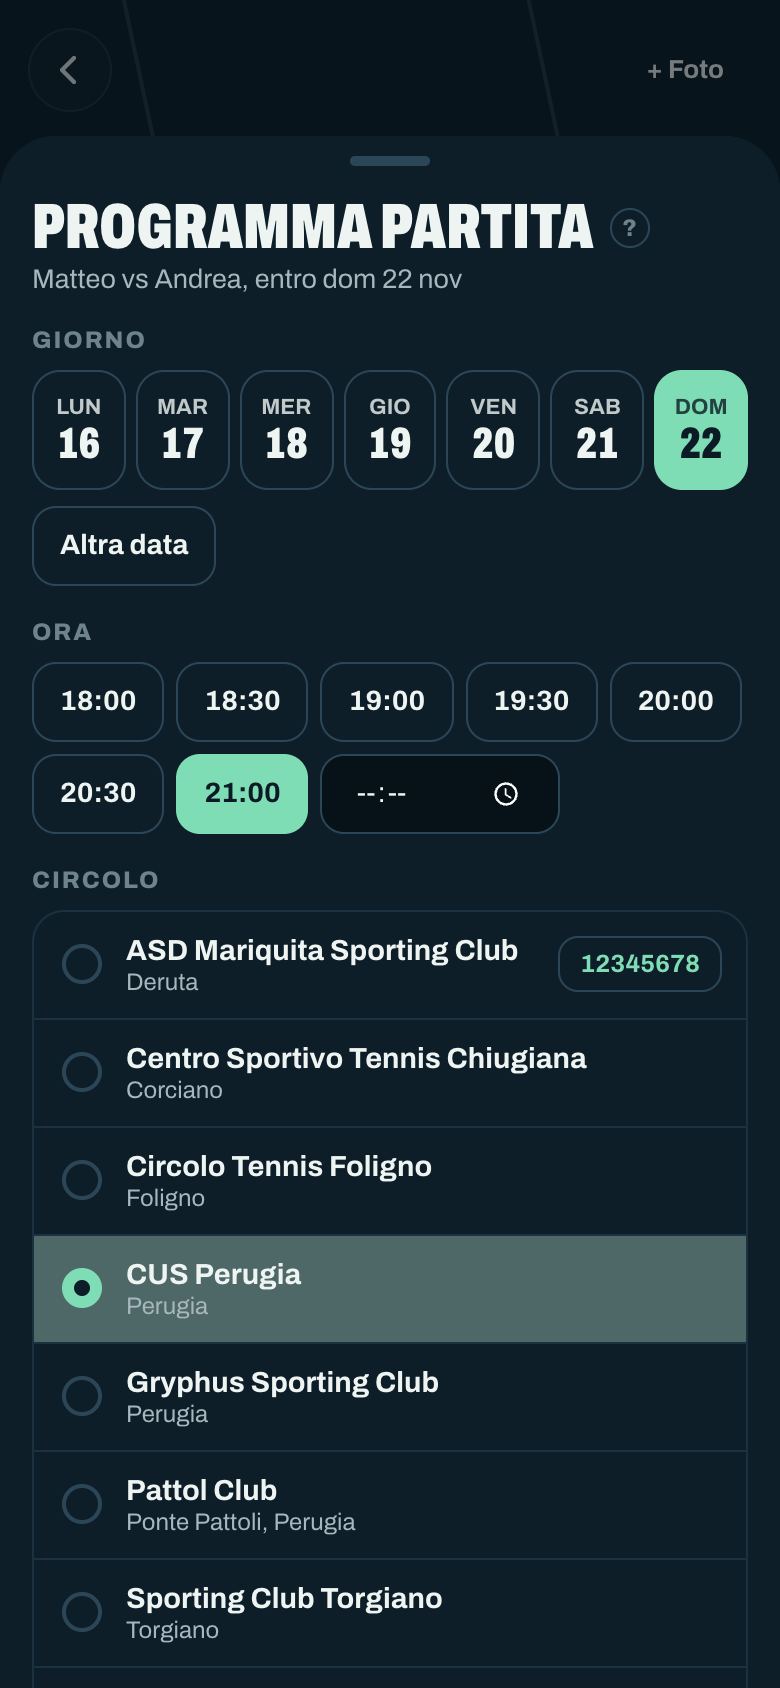 + Foto
PROGRAMMA PARTITA ?
Matteo vs Andrea, entro dom 22 nov
GIORNO
LUN MAR MER GIO VEN SAB DOM
16 17 18 19 20 21 22
Altra data
ORA
18:00 18:30 19:00 19:30 20:00
20:30 21:00 --:--
CIRCOLO
ASD Mariquita Sporting Club 12345678
Deruta
Centro Sportivo Tennis Chiugiana
Corciano
Circolo Tennis Foligno
Foligno
CUS Perugia
Perugia
Gryphus Sporting Club
Perugia
Pattol Club
Ponte Pattoli, Perugia
Sporting Club Torgiano
Torgiano